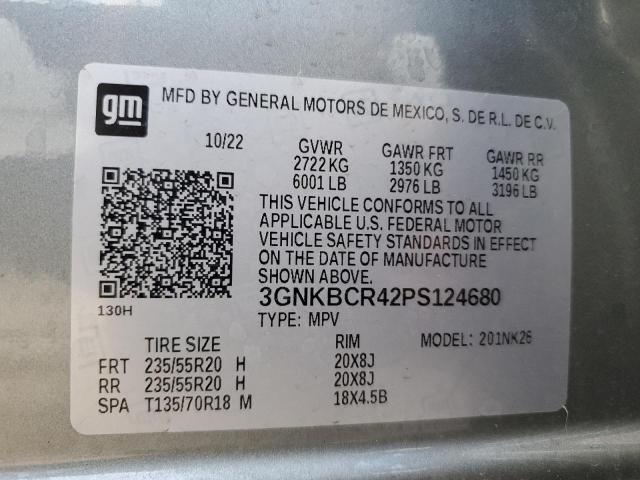 gm
MFD BY GENERAL MOTORS DE MEXICO, S. DE R.L. DE C.V.
10/22 GVWR GAWR FRT GAWR RR
2722 KG 1350 KG 1450 KG
6001 LB 2976 LB 3196 LB
THIS VEHICLE CONFORMS TO ALL
APPLICABLE U.S. FEDERAL MOTOR
VEHICLE SAFETY STANDARDS IN EFFECT
ON THE DATE OF MANUFACTURE
SHOWN ABOVE.
3GNKBCR42PS124680
130H
TYPE: MPV MODEL: 201NK26
TIRE SIZE RIM
FRT 235/55R20 H 20X8J
RR 235/55R20 H 20X8J
SPA T135/70R18 M 18X4.5B